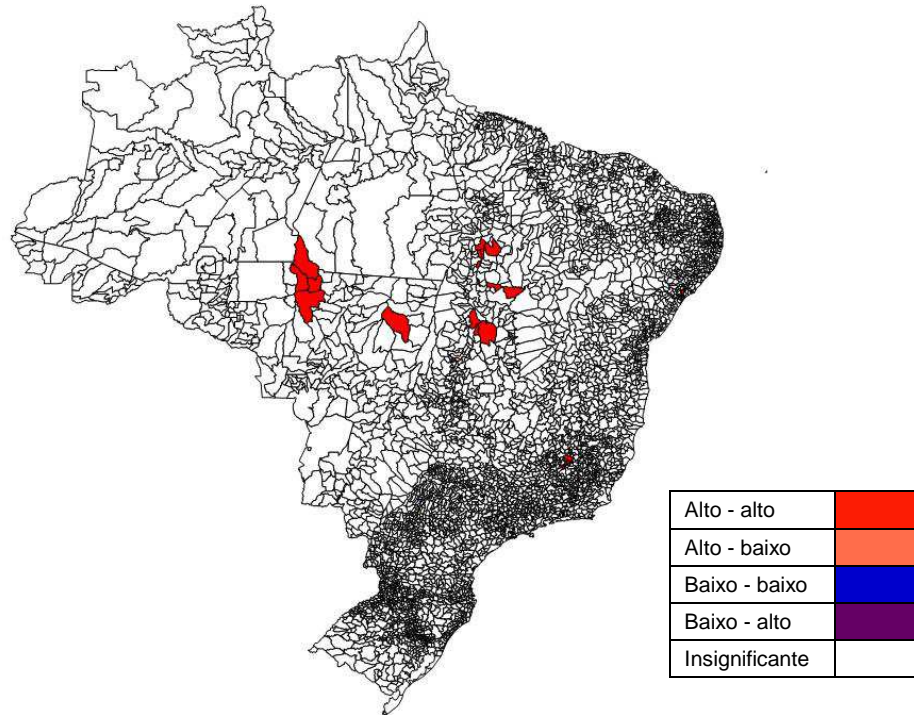 Alto - alto
Alto - baixo
Baixo - baixo
Baixo - alto
Insignificante